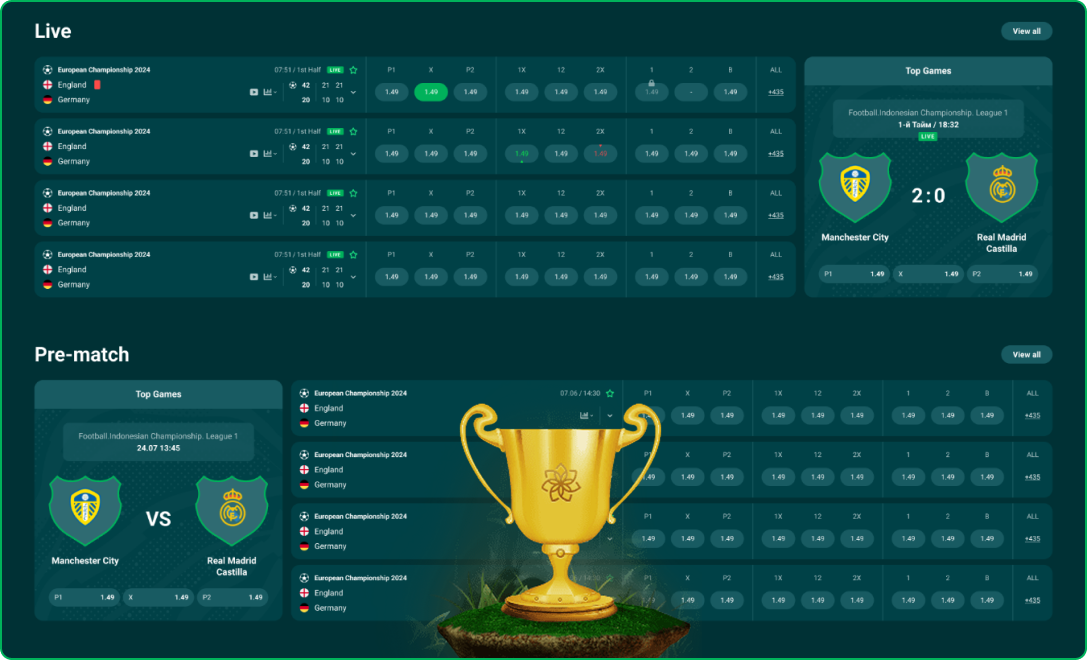 Live
View all
European Championship 2024 07:51 / 1st Half LIVE P1 X P2 1X 12 2X 1 2 B ALL
England 42 21 21
1.49 1.49 1.49 1.49 1.49 1.49 1.49 - 1.49 +435
Germany 20 10 10
European Championship 2024 07:51 / 1st Half LIVE P1 X P2 1X 12 2X 1 2 B ALL
England 42 21 21
1.49 1.49 1.49 1.49 1.49 1.49 1.49 1.49 1.49 +435
Germany 20 10 10
European Championship 2024 07:51 / 1st Half LIVE P1 X P2 1X 12 2X 1 2 B ALL
England 42 21 21
1.49 1.49 1.49 1.49 1.49 1.49 1.49 1.49 1.49 +435
Germany 20 10 10
European Championship 2024 07:51 / 1st Half LIVE P1 X P2 1X 12 2X 1 2 B ALL
England 42 21 21
1.49 1.49 1.49 1.49 1.49 1.49 1.49 1.49 1.49 +435
Germany 20 10 10
Top Games
Football.Indonesian Championship. League 1
1-й Тайм / 18:32
LIVE
2:0
Manchester City
Real Madrid
Castilla
P1 1.49 X 1.49 P2 1.49
Pre-match
View all
Top Games
Football.Indonesian Championship. League 1
24.07 13:45
VS
Manchester City
Real Madrid
Castilla
P1 1.49 X 1.49 P2 1.49
European Championship 2024 07.06 / 14:30 P1 X P2 1X 12 2X 1 2 B ALL
England
1.49 1.49 1.49 1.49 1.49 1.49 1.49 1.49 +435
Germany
European Championship 2024 P1 X P2 1X 12 2X 1 2 B ALL
England
1.49 1.49 1.49 1.49 1.49 1.49 1.49 1.49 1.49 +435
Germany
European Championship 2024 P1 X P2 1X 12 2X 1 2 B ALL
England
1.49 1.49 1.49 1.49 1.49 1.49 1.49 1.49 1.49 +435
Germany
European Championship 2024 P1 X P2 1X 12 2X 1 2 B ALL
England
1.49 1.49 1.49 1.49 1.49 1.49 1.49 1.49 1.49 +435
Germany